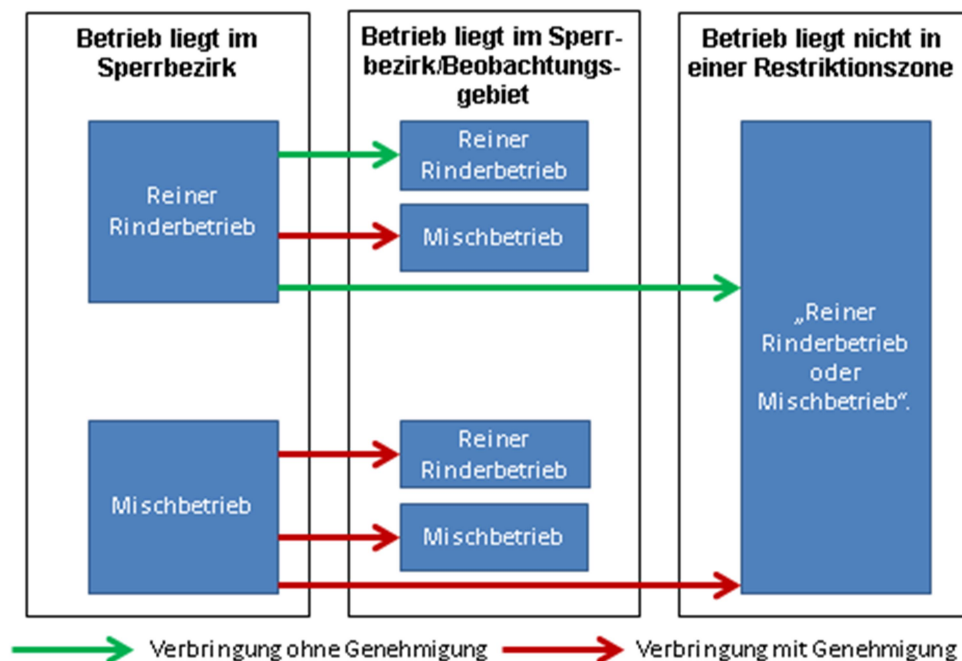 Betrieb liegt im
Sperrbezirk
Reiner
Rinderbetrieb
Mischbetrieb
Betrieb liegt im Sperr-
bezirk/Beobachtungs-
gebiet
Reiner
Rinderbetrieb
Mischbetrieb
Reiner
Rinderbetrieb
Mischbetrieb
Betrieb liegt nicht in
einer Restriktionszone
„Reiner
Rinderbetrieb
oder
Mischbetrieb“.
Verbringung ohne Genehmigung
Verbringung mit Genehmigung